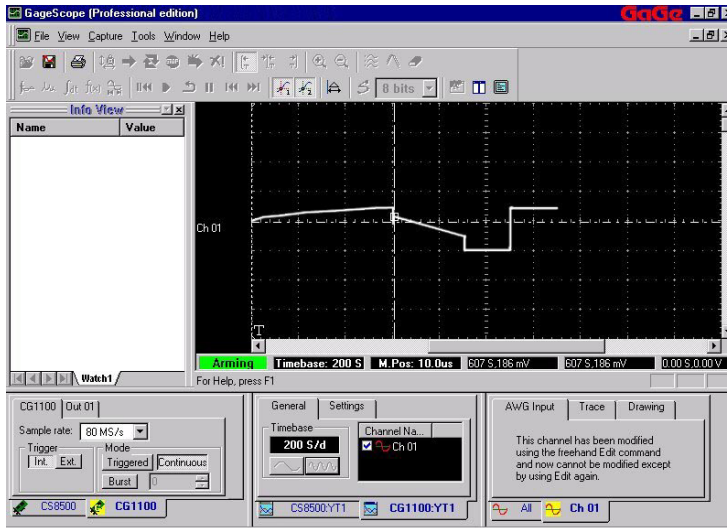 GageScope (Professional edition)
GaGe
File View Capture Tools Window Help
8 bits
Info View
Name Value
Ch 01
T
Watch1
Arming Timebase: 200 S M.Pos: 10.0us 607 S,186 mV 607 S,186 mV 0.00 S,0.00 V
For Help, press F1
CG1100 Out 01
Sample rate: 80 MS/s
Trigger
Int. Ext.
Mode
Triggered Continuous
Burst 0
CS8500 CG1100
General Settings
Timebase
200 S/d
Channel Na...
Ch 01
CS8500:YT1 CG1100:YT1
AWG Input Trace Drawing
This channel has been modified
using the freehand Edit command
and now cannot be modified except
by using Edit again.
All Ch 01